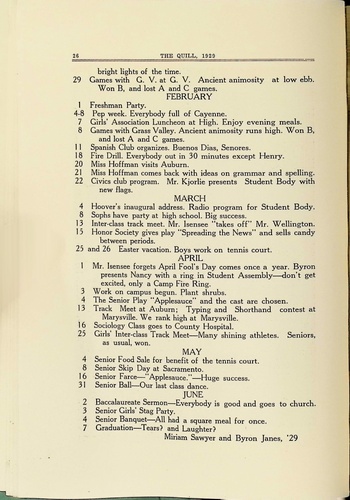 16 THE QUILL, 1929
bright lights of the time.
29 Games with G. V. at G. V. Ancient animosity at low ebb.
Won B, and lost A and C games.
FEBRUARY
1 Freshman Party.
4-8 Pep week. Everybody full of Cayenne.
7 Girls' Association Luncheon at High. Enjoy evening meals.
8 Games with Grass Valley. Ancient animosity runs high. Won B,
and lost A and C games.
11 Spanish Club organizes. Buenos Dias, Senores.
18 Fire Drill. Everybody out in 30 minutes except Henry.
20 Miss Hoffman visits Auburn.
21 Miss Hoffman comes back with ideas on grammar and spelling.
22 Civics club program. Mr. Kjorlie presents Student Body with
new flags.
MARCH
4 Hoover's inaugural address. Radio program for Student Body.
8 Sophs have party at high school. Big success.
13 Inter-class track meet. Mr. Isensee "takes off" Mr. Wellington.
15 Honor Society gives play "Spreading the News" and sells candy
between periods.
25 and 26 Easter vacation. Boys work on tennis court.
APRIL
1 Mr. Isensee forgets April Fool's Day comes once a year. Byron
presents Nancy with a ring in Student Assembly—don't get
excited, only a Camp Fire Ring.
3 Work on campus begun. Plant shrubs.
4 The Senior Play "Applesauce" and the cast are chosen.
13 Track Meet at Auburn; Typing and Shorthand contest at
Marysville. We rank high at Marysville.
16 Sociology Class goes to County Hospital.
25 Girls' Inter-class Track Meet—Many shining athletes. Seniors,
as usual, won.
MAY
4 Senior Food Sale for benefit of the tennis court.
8 Senior Skip Day at Sacramento.
16 Senior Farce—"Applesauce."—Huge success.
31 Senior Ball—Our last class dance.
JUNE
2 Baccalaureate Sermon—Everybody is good and goes to church.
3 Senior Girls' Stag Party.
4 Senior Banquet—All had a square meal for once.
7 Graduation—Tears? and Laughter?
Miriam Sawyer and Byron Janes, '29